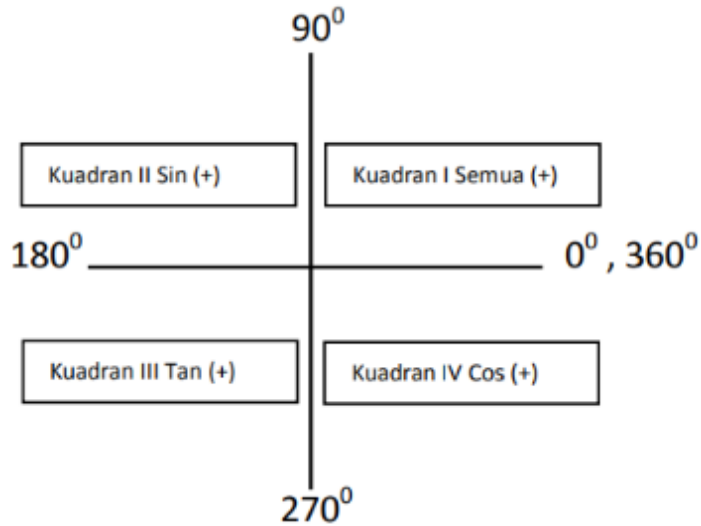 90⁰
Kuadran II Sin (+)
Kuadran I Semua (+)
180⁰
0⁰ , 360⁰
Kuadran III Tan (+)
Kuadran IV Cos (+)
270⁰